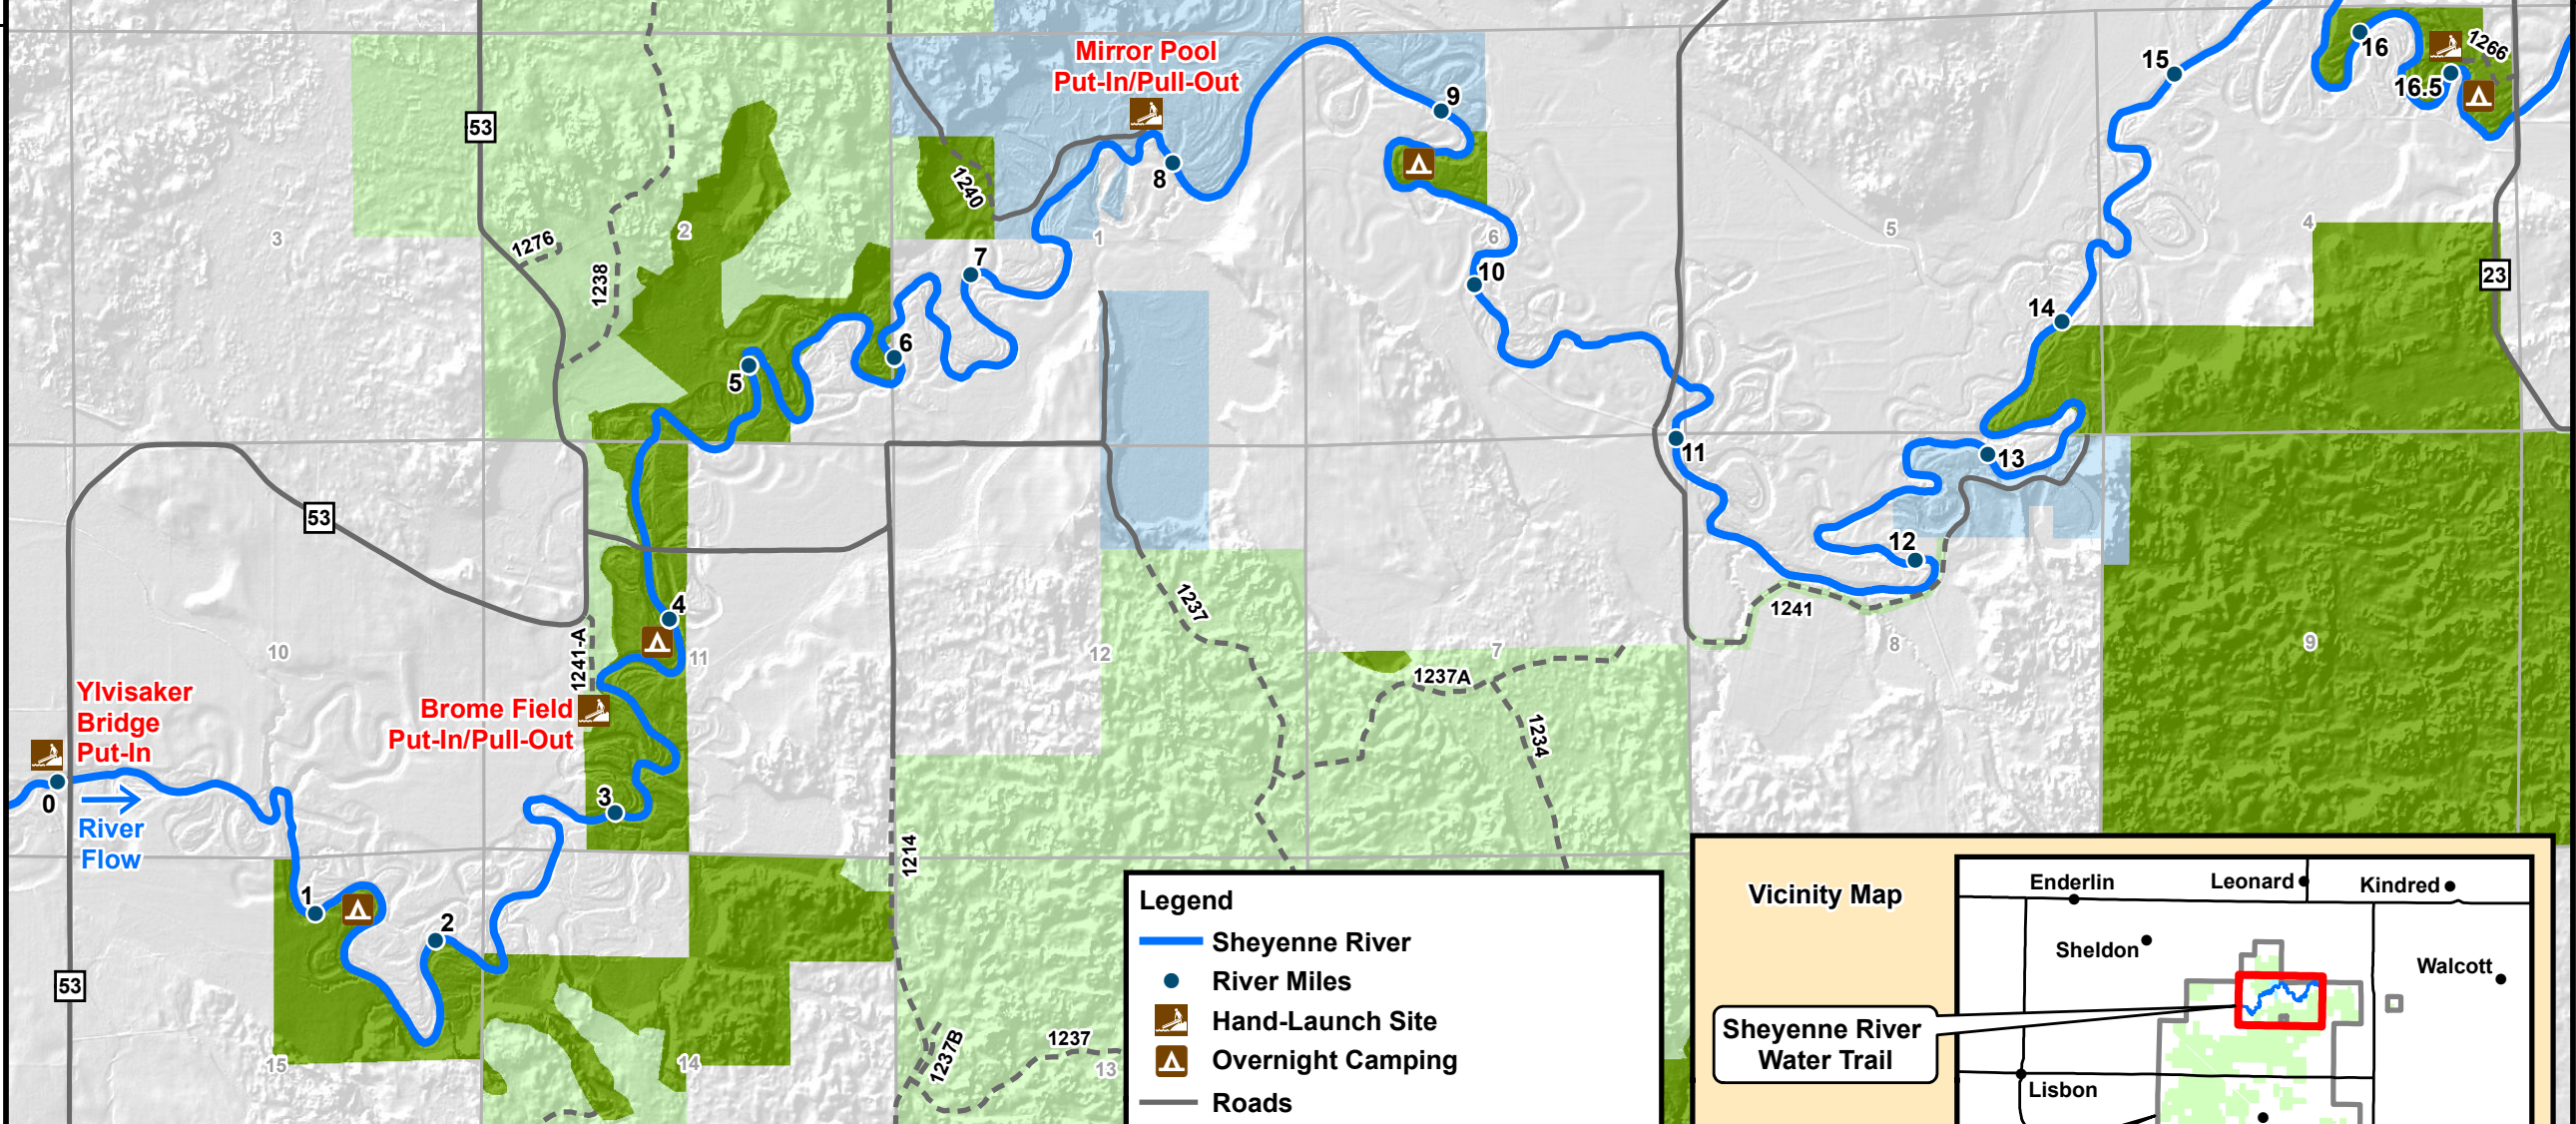 Mirror Pool
Put-In/Pull-Out
53
1276
1238
1240
3
2
1
6
5
4
8
9
7
10
15
16
16.5
1266
23
14
5
6
11
13
12
53
1241-A
4
11
10
12
7
8
9
1237
1237A
1234
1241
Ylvisaker
Bridge
Put-In
0
River
Flow
Brome Field
Put-In/Pull-Out
3
1
2
53
15
14
13
1214
1237B
1237
Legend
Sheyenne River
River Miles
Hand-Launch Site
Overnight Camping
Roads
Vicinity Map
Enderlin
Leonard
Kindred
Sheldon
Walcott
Sheyenne River
Water Trail
Lisbon